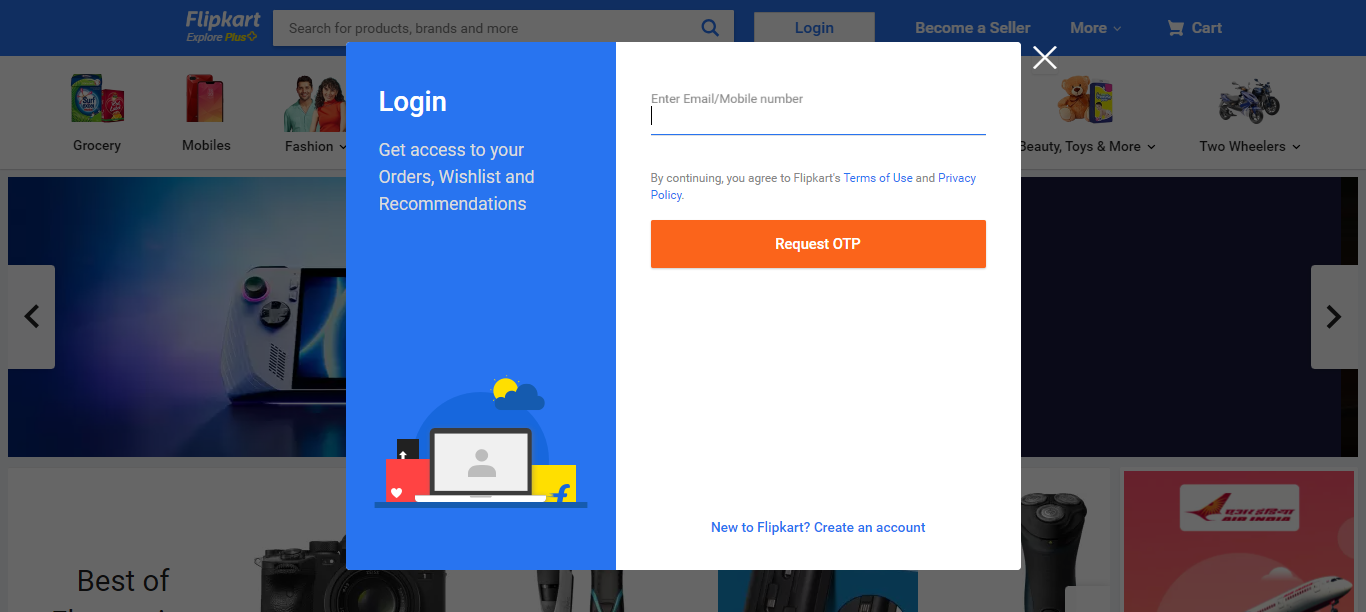 Flipkart
Explore Plus
Search for products, brands and more
Login
Become a Seller
More
Cart
Grocery
Mobiles
Fashion
Beauty, Toys & More
Two Wheelers
Login
Get access to your
Orders, Wishlist and
Recommendations
Enter Email/Mobile number
By continuing, you agree to Flipkart's Terms of Use and Privacy
Policy.
Request OTP
New to Flipkart? Create an account
Best of
AIR INDIA